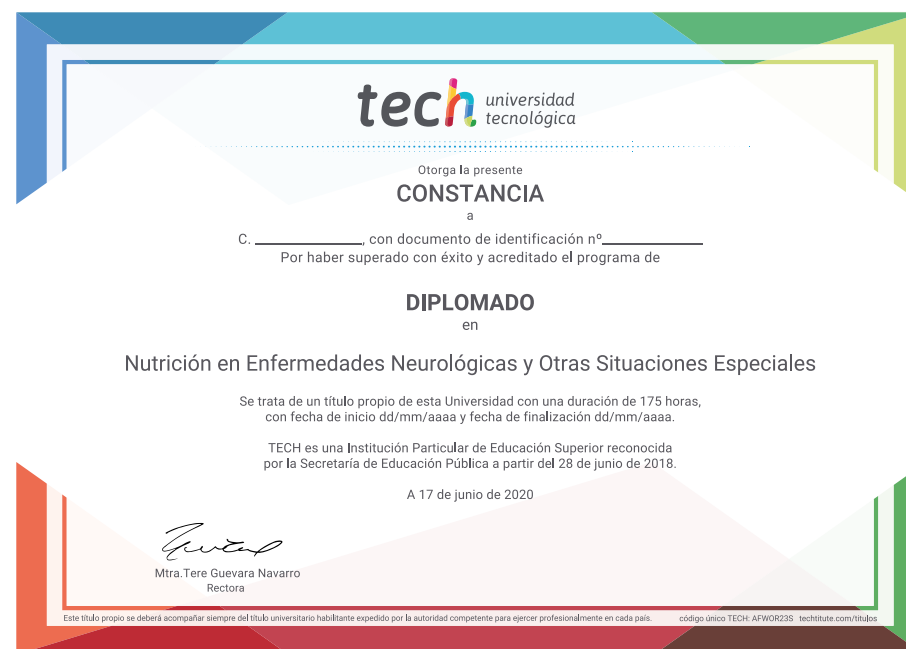 tech universidad
tecnológica
Otorga la presente
CONSTANCIA
a
C. ____________, con documento de identificación nº____________
Por haber superado con éxito y acreditado el programa de
DIPLOMADO
en
Nutrición en Enfermedades Neurológicas y Otras Situaciones Especiales
Se trata de un título propio de esta Universidad con una duración de 175 horas,
con fecha de inicio dd/mm/aaaa y fecha de finalización dd/mm/aaaa.
TECH es una Institución Particular de Educación Superior reconocida
por la Secretaría de Educación Pública a partir del 28 de junio de 2018.
A 17 de junio de 2020
Mtra.Tere Guevara Navarro
Rectora
Este título propio se deberá acompañar siempre del título universitario habilitante expedido por la autoridad competente para ejercer profesionalmente en cada país. código único TECH: AFWOR23S techtitute.com/titulos